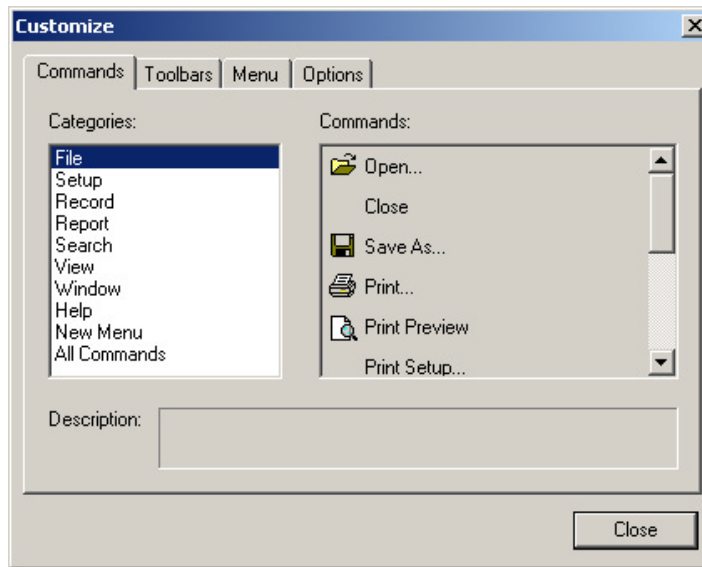 Customize
Commands Toolbars Menu Options
Categories:
File
Setup
Record
Report
Search
View
Window
Help
New Menu
All Commands
Commands:
Open...
Close
Save As...
Print...
Print Preview
Print Setup...
Description:
Close